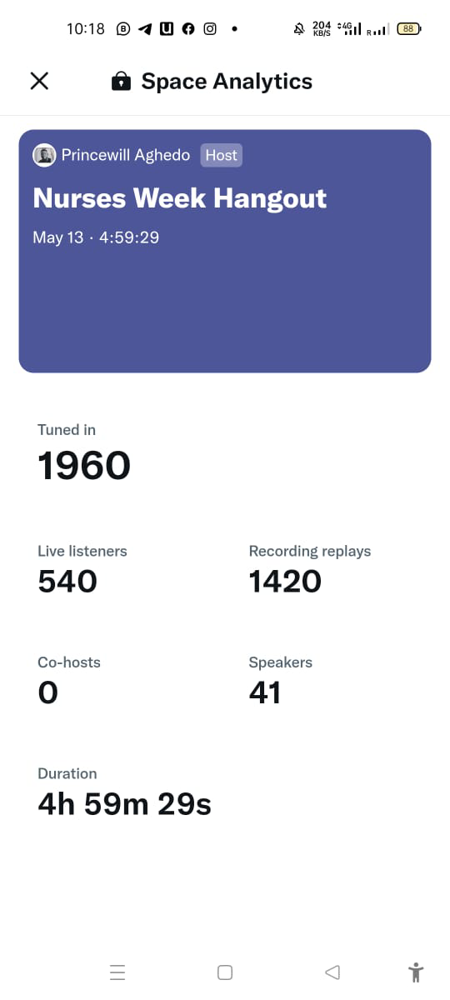 10:18 204 KB/S 4G R 88
Space Analytics
Princewill Aghedo Host
Nurses Week Hangout
May 13 · 4:59:29
Tuned in
1960
Live listeners Recording replays
540 1420
Co-hosts Speakers
0 41
Duration
4h 59m 29s